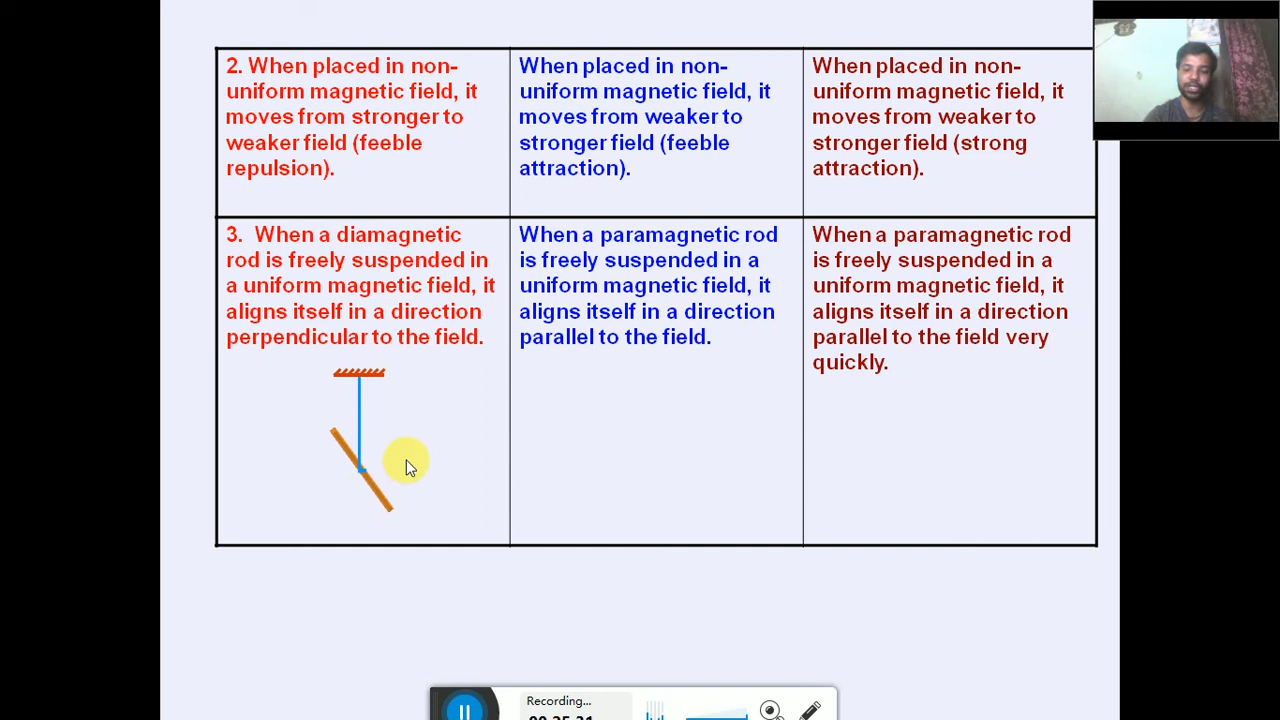 2. When placed in non-
uniform magnetic field, it
moves from stronger to
weaker field (feeble
repulsion).
When placed in non-
uniform magnetic field, it
moves from weaker to
stronger field (feeble
attraction).
When placed in non-
uniform magnetic field, it
moves from weaker to
stronger field (strong
attraction).
3. When a diamagnetic
rod is freely suspended in
a uniform magnetic field, it
aligns itself in a direction
perpendicular to the field.
When a paramagnetic rod
is freely suspended in a
uniform magnetic field, it
aligns itself in a direction
parallel to the field.
When a paramagnetic rod
is freely suspended in a
uniform magnetic field, it
aligns itself in a direction
parallel to the field very
quickly.
Recording...